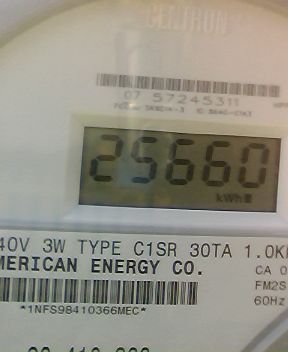 CENTRON
07 57245311
25660
kWh
40V 3W TYPE C1SR 30TA 1.0K
MERICAN ENERGY CO.
CA 0
FM2S
60Hz
*1NFS98410366MEC*